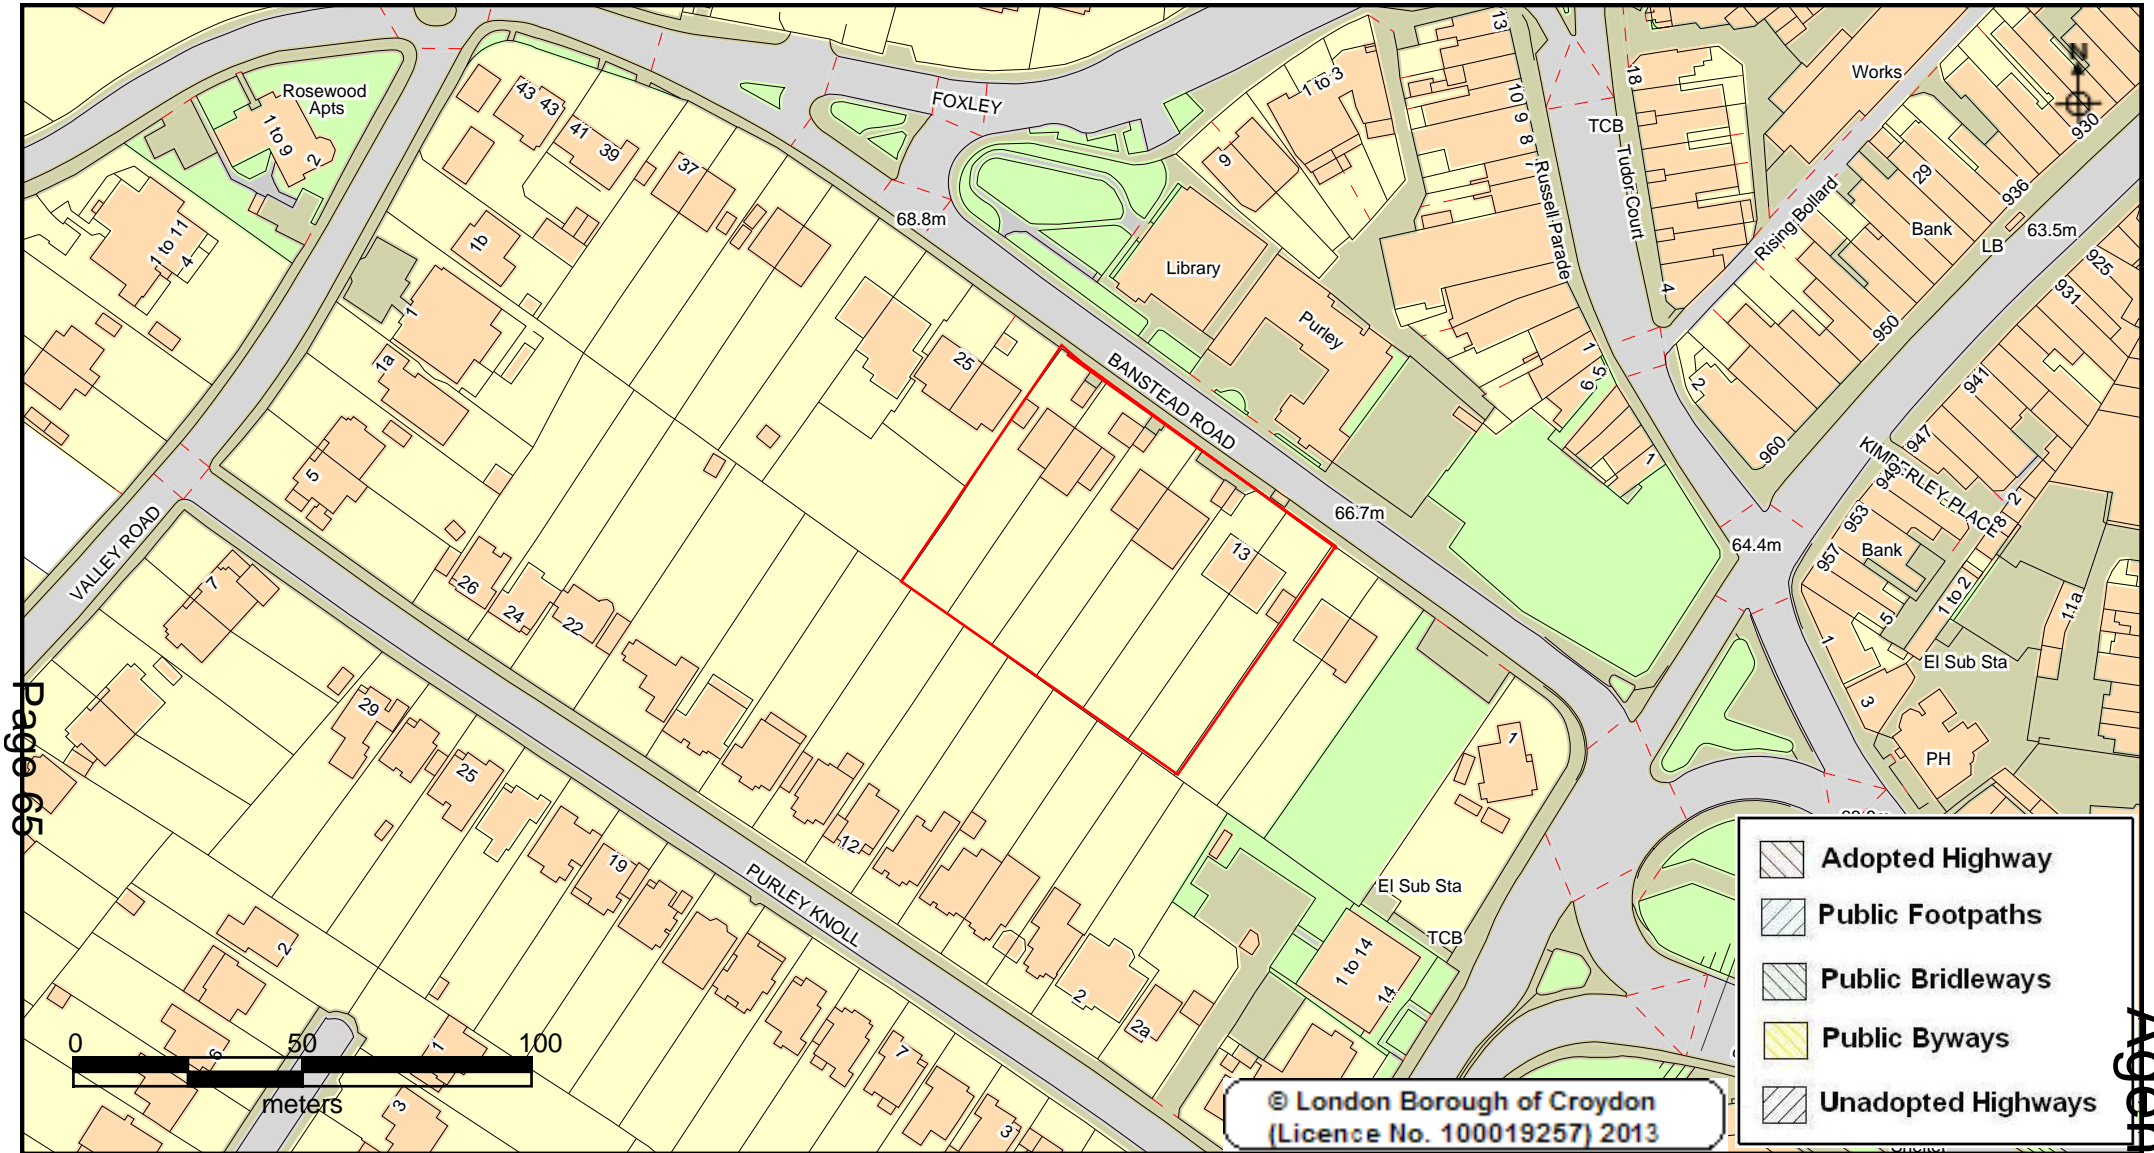 Rosewood
Apts
1 to 9
2
1 to 11
4
43
43
41
39
37
1b
1
1a
5
FOXLEY
68.8m
Library
Purley
9
1 to 3
13
10
9
8
7
Russell Parade
TCB
18
Tudor Court
4
Works
Rising Bollard
29
Bank
LB
N
930
936
63.5m
925
931
950
941
947
960
2
1
5
6
1
BANSTEAD ROAD
25
13
66.7m
64.4m
KIMBERLEY PLACE
949
953
957
Bank
8
2
1 to 2
5
11a
El Sub Sta
1
3
PH
VALLEY ROAD
7
26
24
22
29
25
19
12
PURLEY KNOLL
2
2a
7
3
1
El Sub Sta
TCB
1 to 14
14
2
6
1
3
Page 65
0 50 100
meters
© London Borough of Croydon
(Licence No. 100019257) 2013
Adopted Highway
Public Footpaths
Public Bridleways
Public Byways
Unadopted Highways